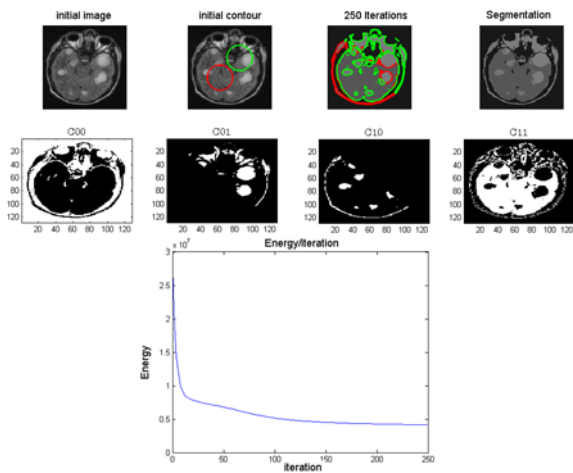 initial image
initial contour
250 Iterations
Segmentation
C00
C01
C10
C11
20
40
60
80
100
120
20 40 60 80 100 120
20
40
60
80
100
120
20 40 60 80 100 120
20
40
60
80
100
120
20 40 60 80 100 120
20
40
60
80
100
120
20 40 60 80 100 120
x 10^7
Energy/iteration
3
2.5
2
1.5
1
0.5
0
Energy
0 50 100 150 200 250
iteration